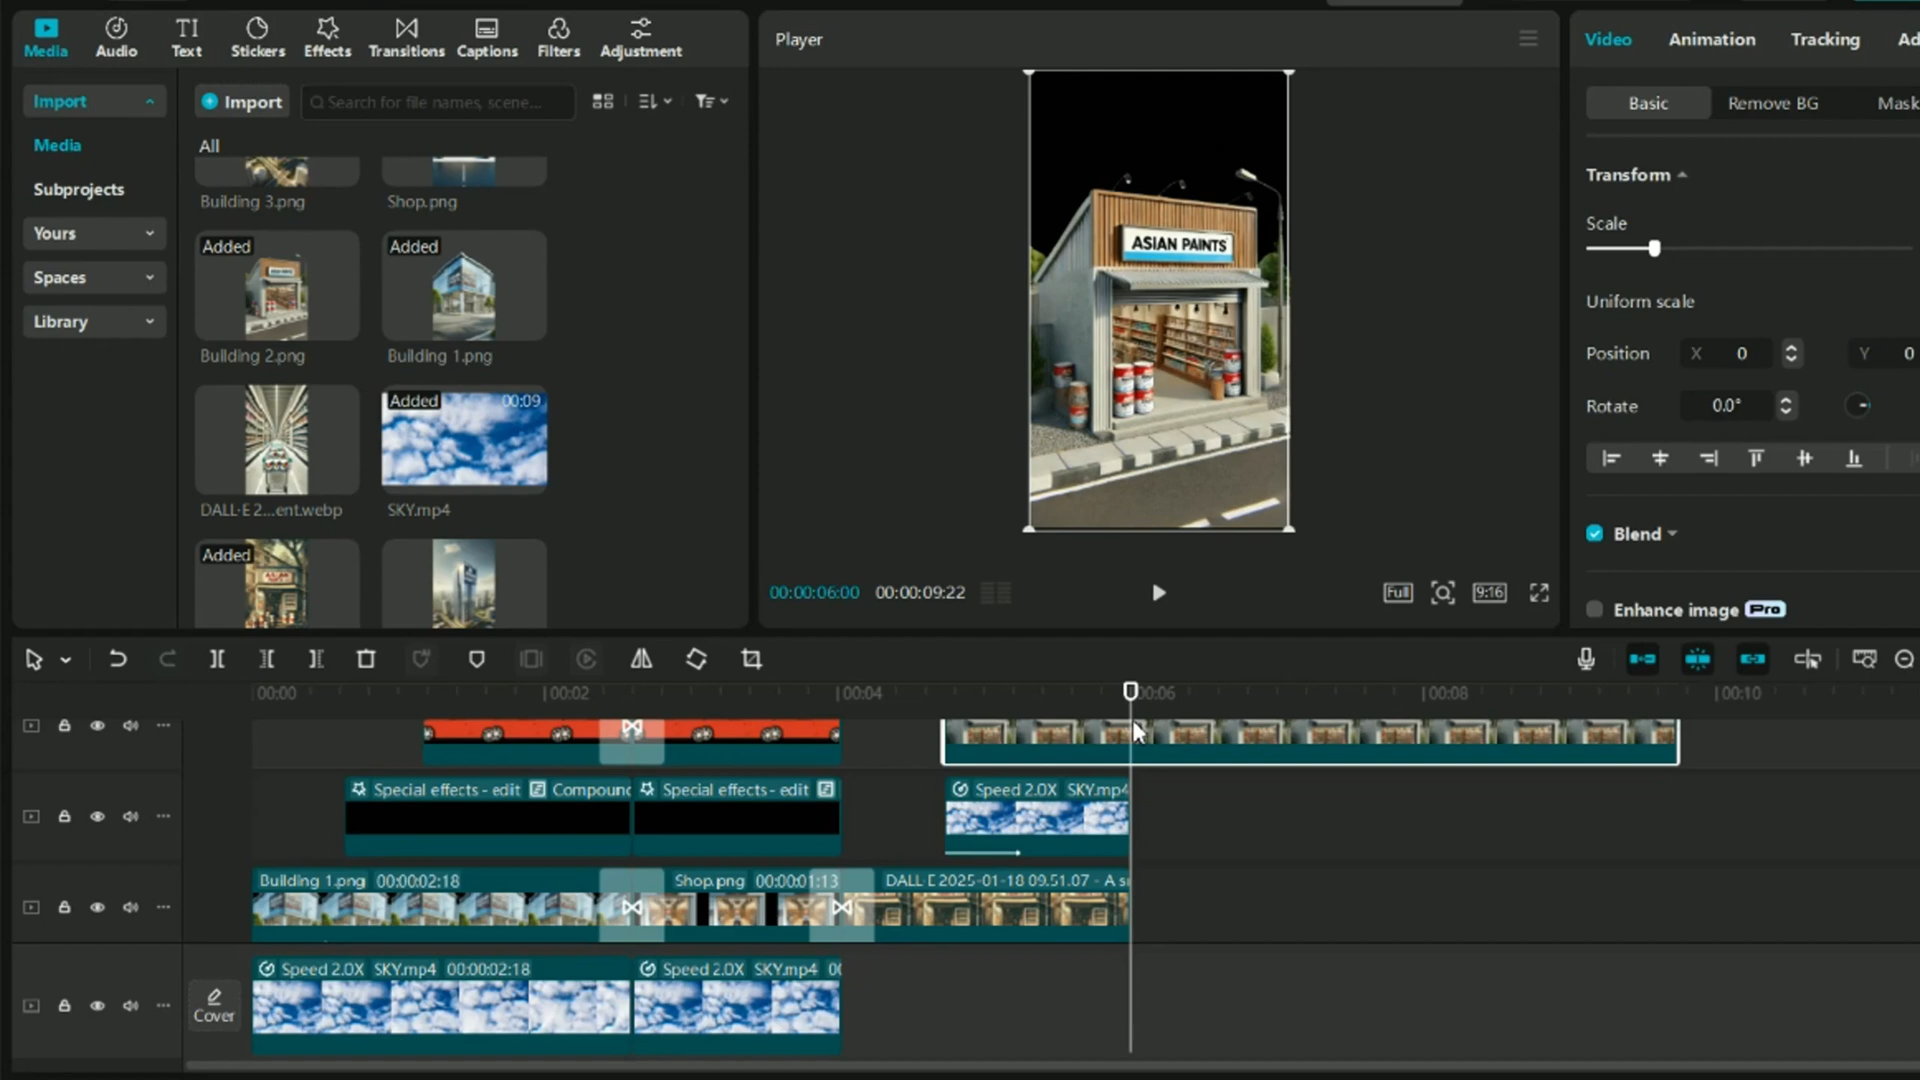 Media
Audio
Text
Stickers
Effects
Transitions
Captions
Filters
Adjustment
Import
Media
Subprojects
Yours
Spaces
Library
Import
Search for file names, scene...
All
Building 3.png
Shop.png
Added
Building 2.png
Added
Building 1.png
DALL·E 2...ent.webp
Added 00:09
SKY.mp4
Added
Player
ASIAN PAINTS
00:00:06:00 00:00:09:22
Full
9:16
Video Animation Tracking Ad
Basic Remove BG Mask
Transform
Scale
Uniform scale
Position X 0 Y 0
Rotate 0.0°
Blend
Enhance image Pro
00:00 00:02 00:04 00:06 00:08 00:10
Special effects - edit Compound
Special effects - edit
Speed 2.0X SKY.mp4
Building 1.png 00:00:02:18
Shop.png 00:00:01:13
DALL·E 2025-01-18 09.51.07 - A s
Cover
Speed 2.0X SKY.mp4 00:00:02:18
Speed 2.0X SKY.mp4 00